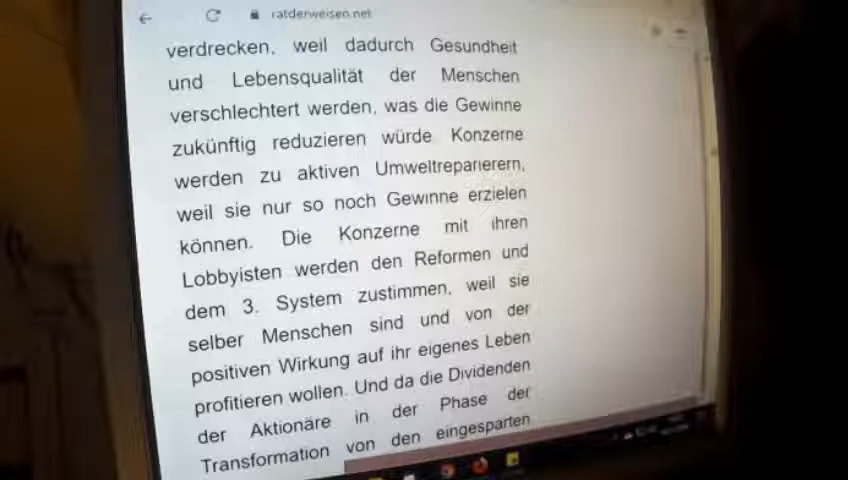 ratderweisen.net
verdrecken, weil dadurch Gesundheit
und Lebensqualität der Menschen
verschlechtert werden, was die Gewinne
zukünftig reduzieren würde. Konzerne
werden zu aktiven Umweltreparierern,
weil sie nur so noch Gewinne erzielen
können. Die Konzerne mit ihren
Lobbyisten werden den Reformen und
dem 3. System zustimmen, weil sie
selber Menschen sind und von der
positiven Wirkung auf ihr eigenes Leben
profitieren wollen. Und da die Dividenden
der Aktionäre in der Phase der
Transformation von den eingesparten